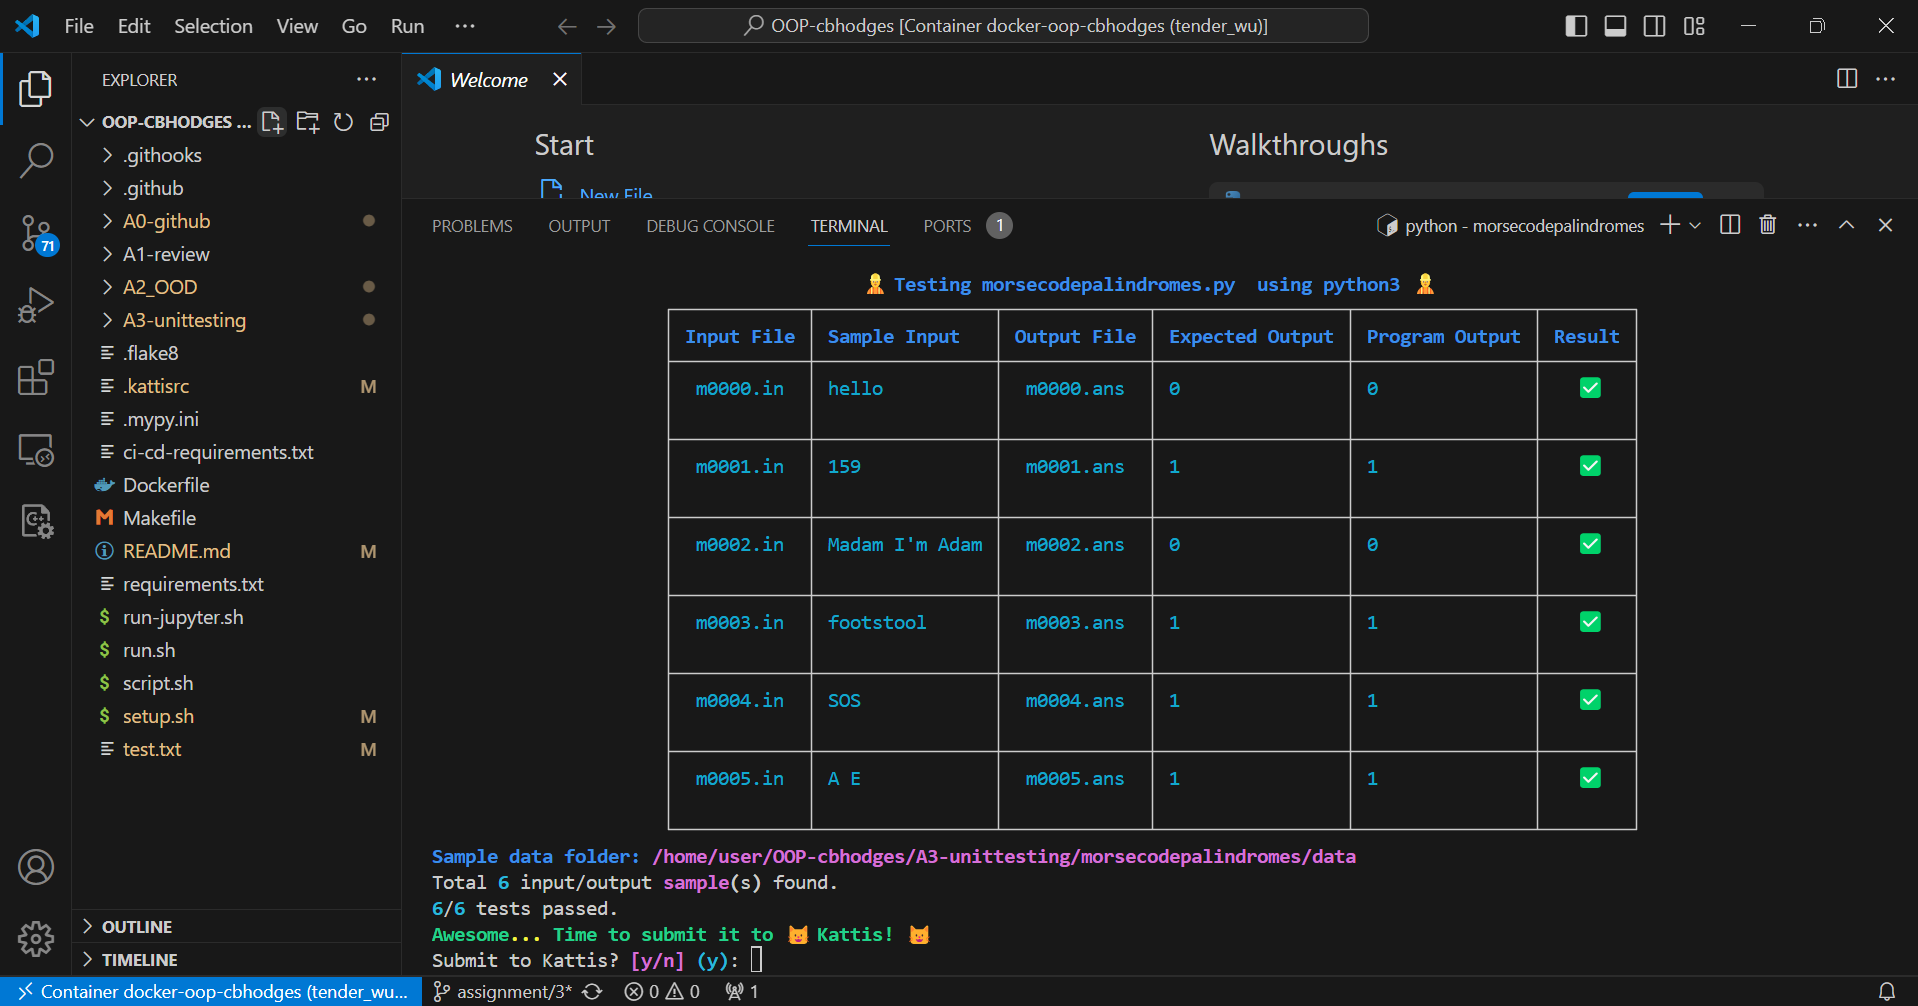 File Edit Selection View Go Run ···
OOP-cbhodges [Container docker-oop-cbhodges (tender_wu)]
EXPLORER
OOP-CBHODGES ...
.githooks
.github
A0-github
A1-review
A2_OOD
A3-unittesting
.flake8
.kattisrc M
.mypy.ini
ci-cd-requirements.txt
Dockerfile
Makefile
README.md M
requirements.txt
run-jupyter.sh
run.sh
script.sh
setup.sh M
test.txt M
OUTLINE
TIMELINE
71
Welcome
Start
New File
Walkthroughs
PROBLEMS OUTPUT DEBUG CONSOLE TERMINAL PORTS 1
python - morsecodepalindromes
Testing morsecodepalindromes.py using python3
Input File Sample Input Output File Expected Output Program Output Result
m0000.in hello m0000.ans 0 0 ✅
m0001.in 159 m0001.ans 1 1 ✅
m0002.in Madam I'm Adam m0002.ans 0 0 ✅
m0003.in footstool m0003.ans 1 1 ✅
m0004.in SOS m0004.ans 1 1 ✅
m0005.in A E m0005.ans 1 1 ✅
Sample data folder: /home/user/OOP-cbhodges/A3-unittesting/morsecodepalindromes/data
Total 6 input/output sample(s) found.
6/6 tests passed.
Awesome... Time to submit it to 😺 Kattis! 😺
Submit to Kattis? [y/n] (y):
Container docker-oop-cbhodges (tender_wu... assignment/3* 0 0 1